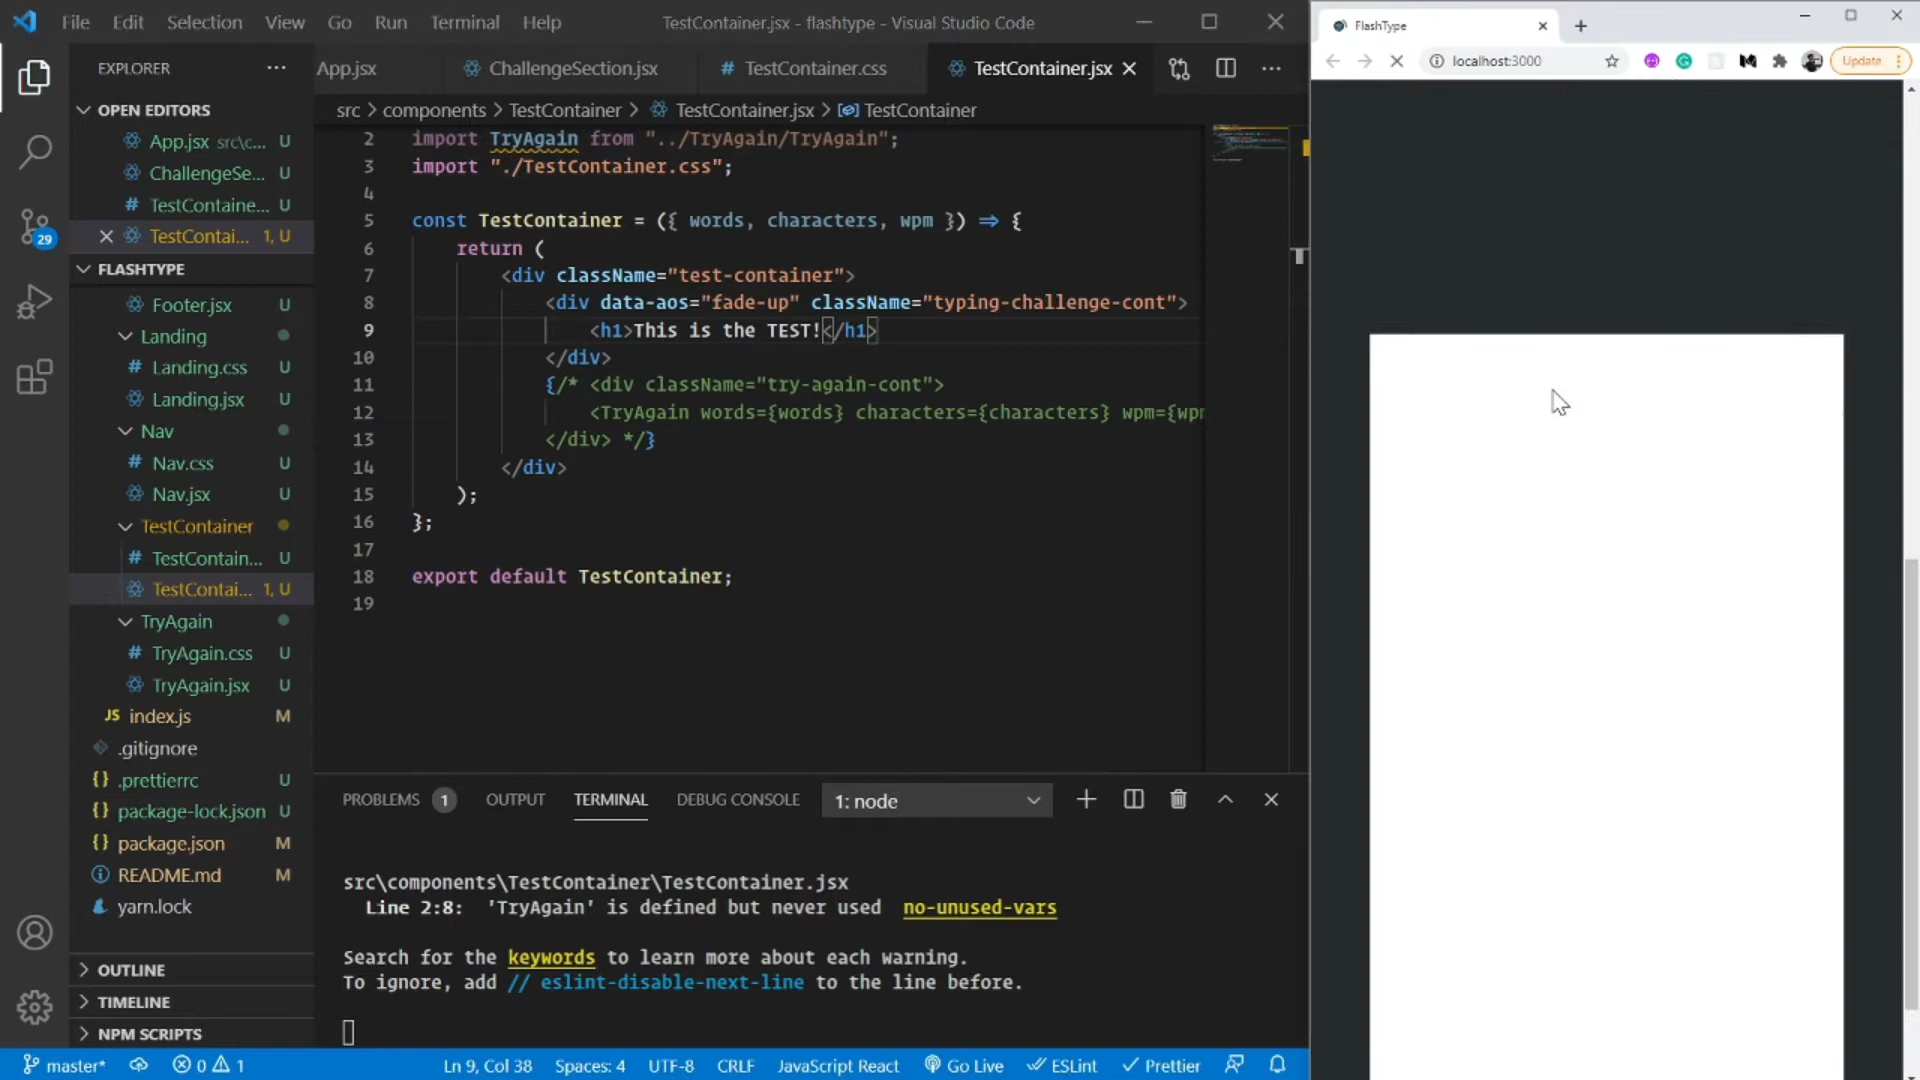 File Edit Selection View Go Run Terminal Help TestContainer.jsx - flashtype - Visual Studio Code
EXPLORER
OPEN EDITORS
App.jsx src\c... U
ChallengeSe... U
# TestContaine... U
TestContai... 1, U
FLASHTYPE
Footer.jsx U
Landing
# Landing.css U
Landing.jsx U
Nav
# Nav.css U
Nav.jsx U
TestContainer
# TestContain... U
TestContai... 1, U
TryAgain
# TryAgain.css U
TryAgain.jsx U
JS index.js M
.gitignore
{} .prettierrc U
{} package-lock.json U
{} package.json M
README.md M
yarn.lock
OUTLINE
TIMELINE
NPM SCRIPTS
29
App.jsx ChallengeSection.jsx # TestContainer.css TestContainer.jsx
src > components > TestContainer > TestContainer.jsx > TestContainer
2 import TryAgain from "../TryAgain/TryAgain";
3 import "./TestContainer.css";
4
5 const TestContainer = ({ words, characters, wpm }) ⇒ {
6 return (
7 <div className="test-container">
8 <div data-aos="fade-up" className="typing-challenge-cont">
9 <h1>This is the TEST!</h1>
10 </div>
11 {/* <div className="try-again-cont">
12 <TryAgain words={words} characters={characters} wpm={wpm
13 </div> */}
14 </div>
15 );
16 };
17
18 export default TestContainer;
19
PROBLEMS 1 OUTPUT TERMINAL DEBUG CONSOLE 1: node
src\components\TestContainer\TestContainer.jsx
Line 2:8: 'TryAgain' is defined but never used no-unused-vars
Search for the keywords to learn more about each warning.
To ignore, add // eslint-disable-next-line to the line before.
master* 0 1 Ln 9, Col 38 Spaces: 4 UTF-8 CRLF JavaScript React Go Live ESLint Prettier
FlashType
localhost:3000 Update